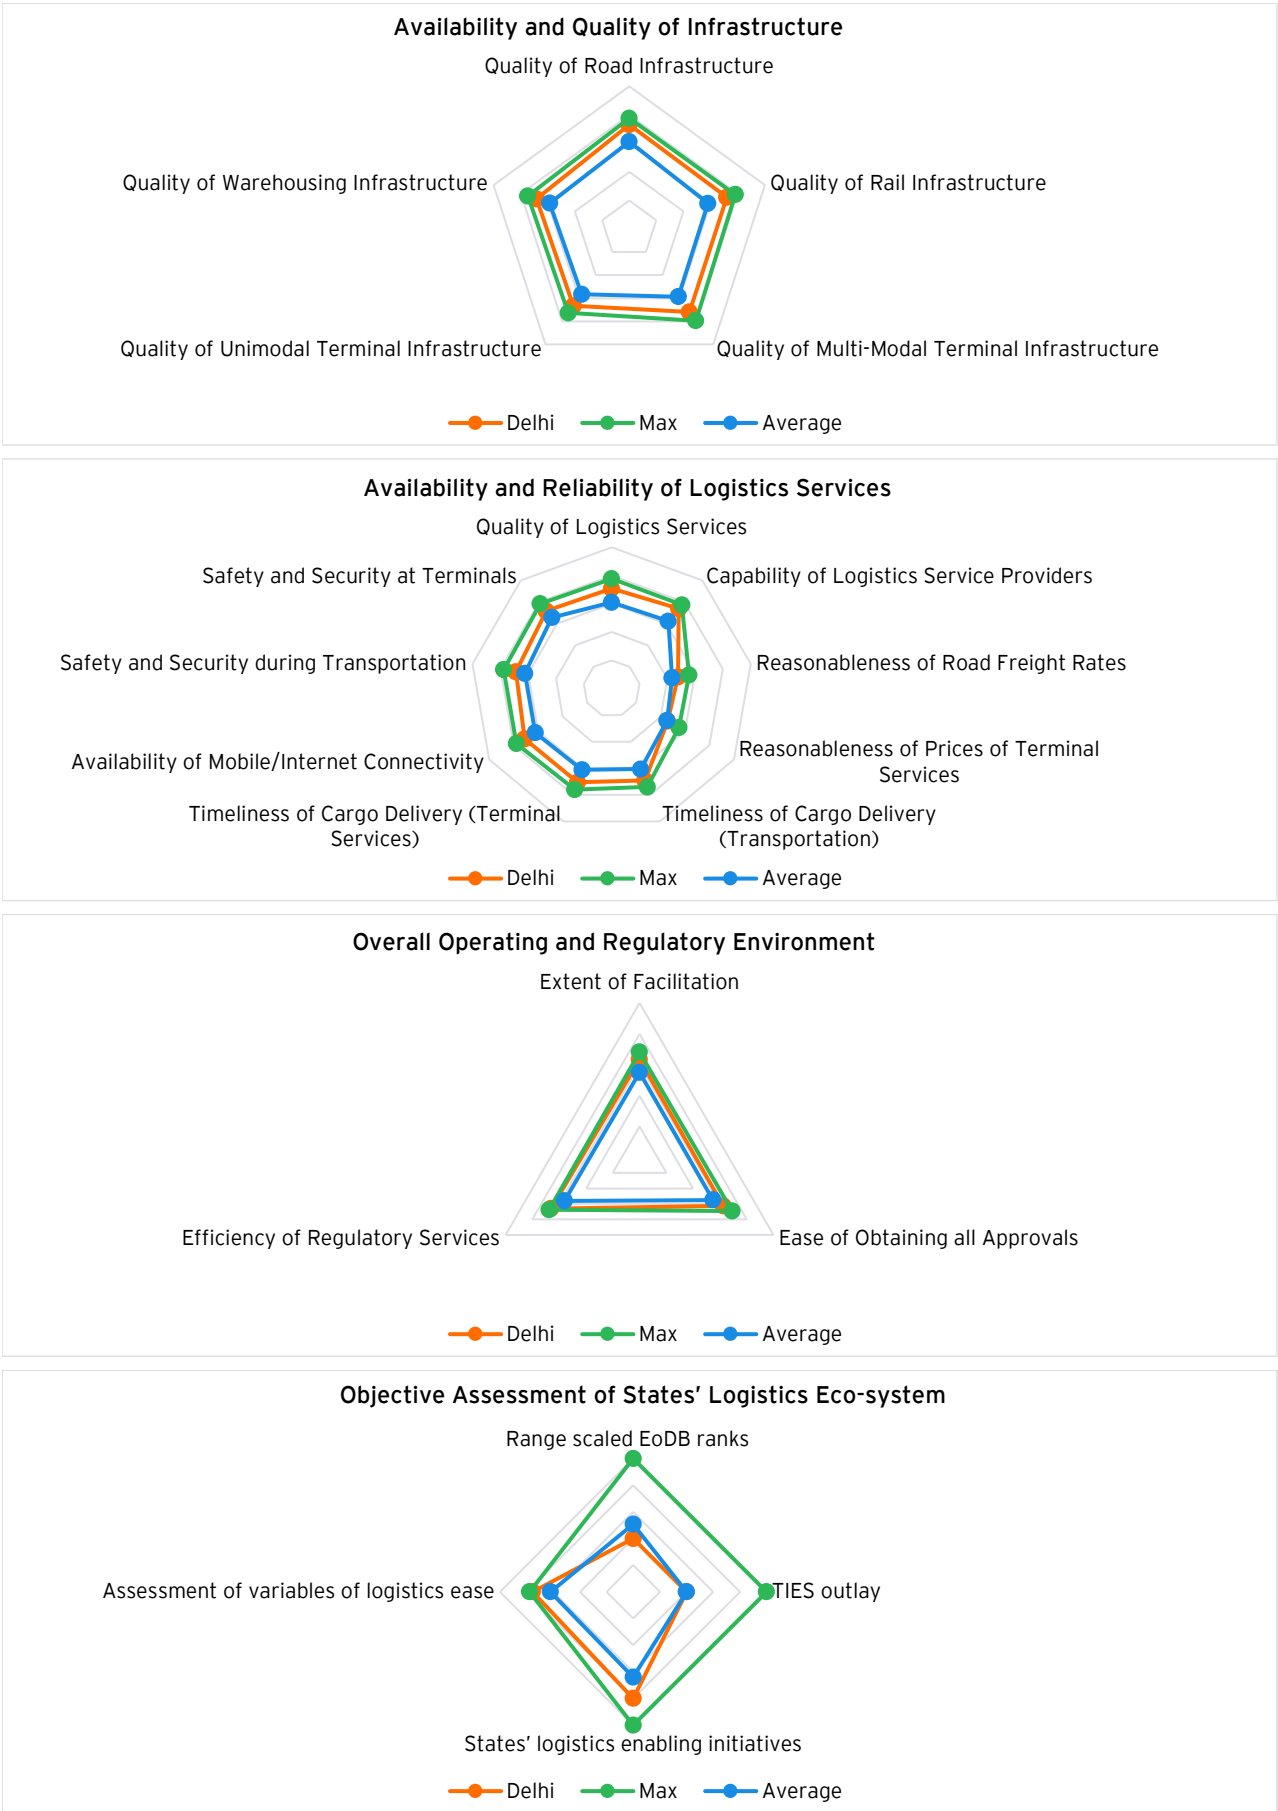 Availability and Quality of Infrastructure
Quality of Road Infrastructure
Quality of Warehousing Infrastructure
Quality of Rail Infrastructure
Quality of Unimodal Terminal Infrastructure
Quality of Multi-Modal Terminal Infrastructure
Delhi Max Average
Availability and Reliability of Logistics Services
Quality of Logistics Services
Safety and Security at Terminals
Capability of Logistics Service Providers
Safety and Security during Transportation
Reasonableness of Road Freight Rates
Reasonableness of Prices of Terminal
Services
Availability of Mobile/Internet Connectivity
Timeliness of Cargo Delivery (Terminal
Services)
Timeliness of Cargo Delivery
(Transportation)
Delhi Max Average
Overall Operating and Regulatory Environment
Extent of Facilitation
Efficiency of Regulatory Services
Ease of Obtaining all Approvals
Delhi Max Average
Objective Assessment of States’ Logistics Eco-system
Range scaled EoDB ranks
Assessment of variables of logistics ease
TIES outlay
States’ logistics enabling initiatives
Delhi Max Average